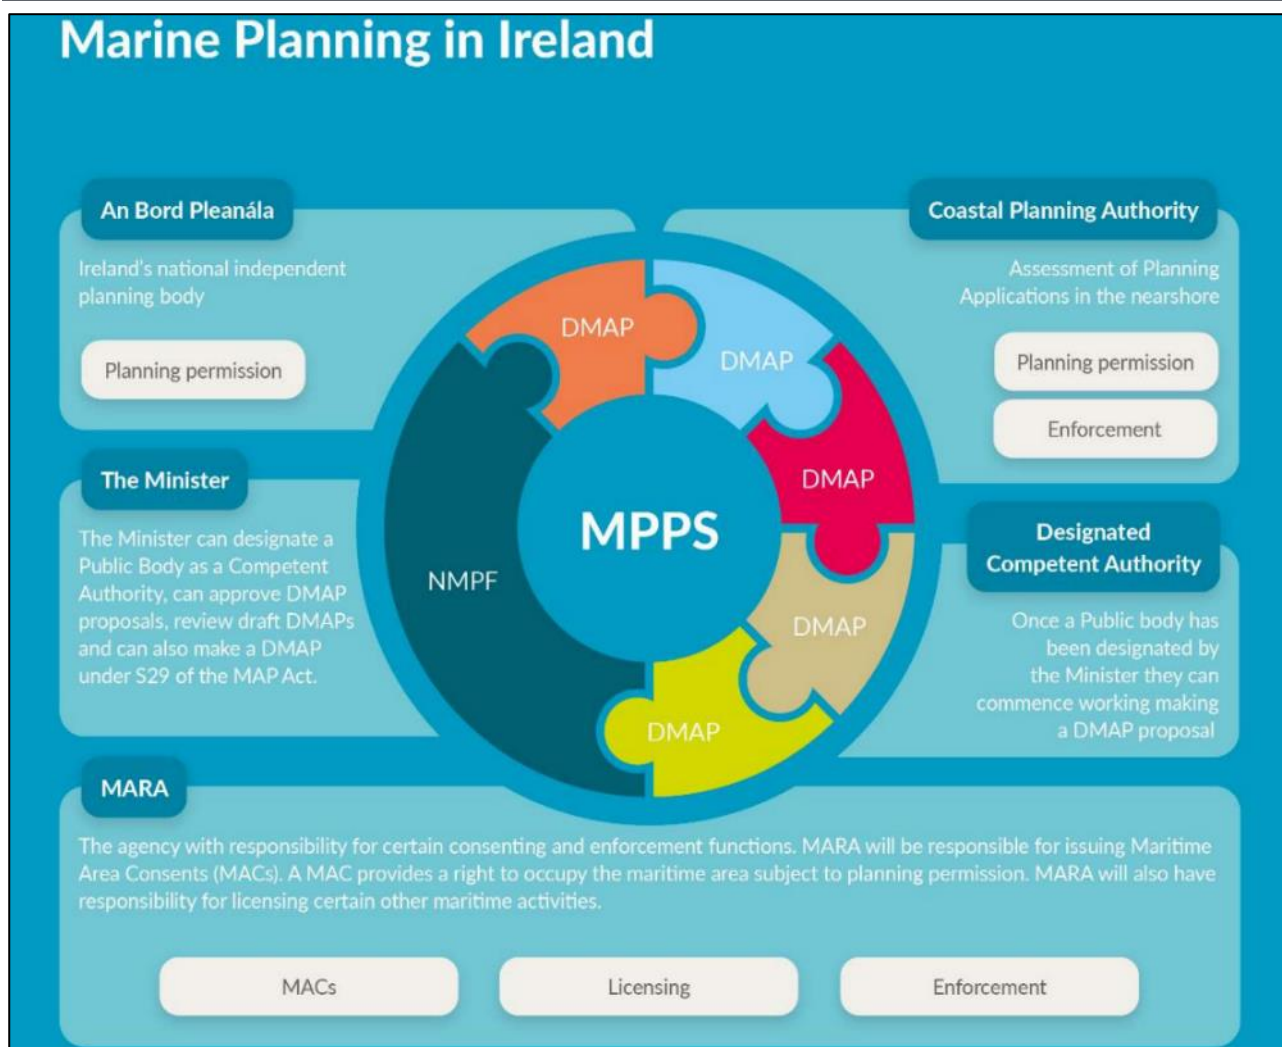 Marine Planning in Ireland
An Bord Pleanála
Ireland's national independent
planning body
Planning permission
Coastal Planning Authority
Assessment of Planning
Applications in the nearshore
Planning permission
Enforcement
The Minister
The Minister can designate a
Public Body as a Competent
Authority, can approve DMAP
proposals, review draft DMAPs
and can also make a DMAP
under S29 of the MAP Act.
DMAP
DMAP
DMAP
DMAP
DMAP
NMPF
MPPS
Designated
Competent Authority
Once a Public body has
been designated by
the Minister they can
commence working making
a DMAP proposal
MARA
The agency with responsibility for certain consenting and enforcement functions. MARA will be responsible for issuing Maritime
Area Consents (MACs). A MAC provides a right to occupy the maritime area subject to planning permission. MARA will also have
responsibility for licensing certain other maritime activities.
MACs
Licensing
Enforcement